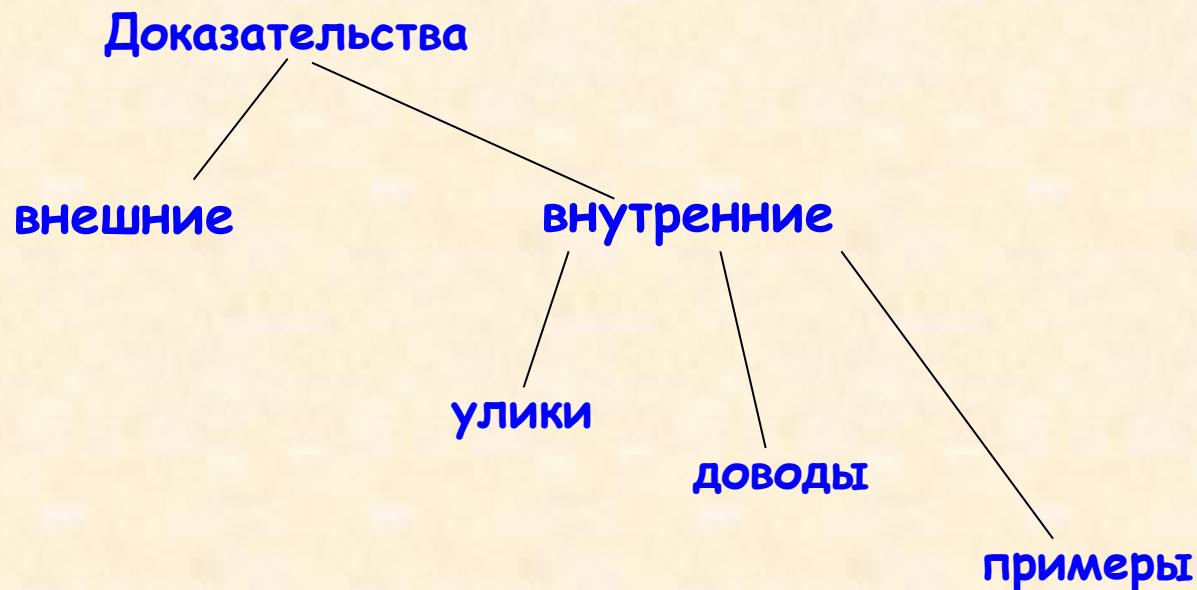 Доказательства
внешние
внутренние
улики
доводы
примеры